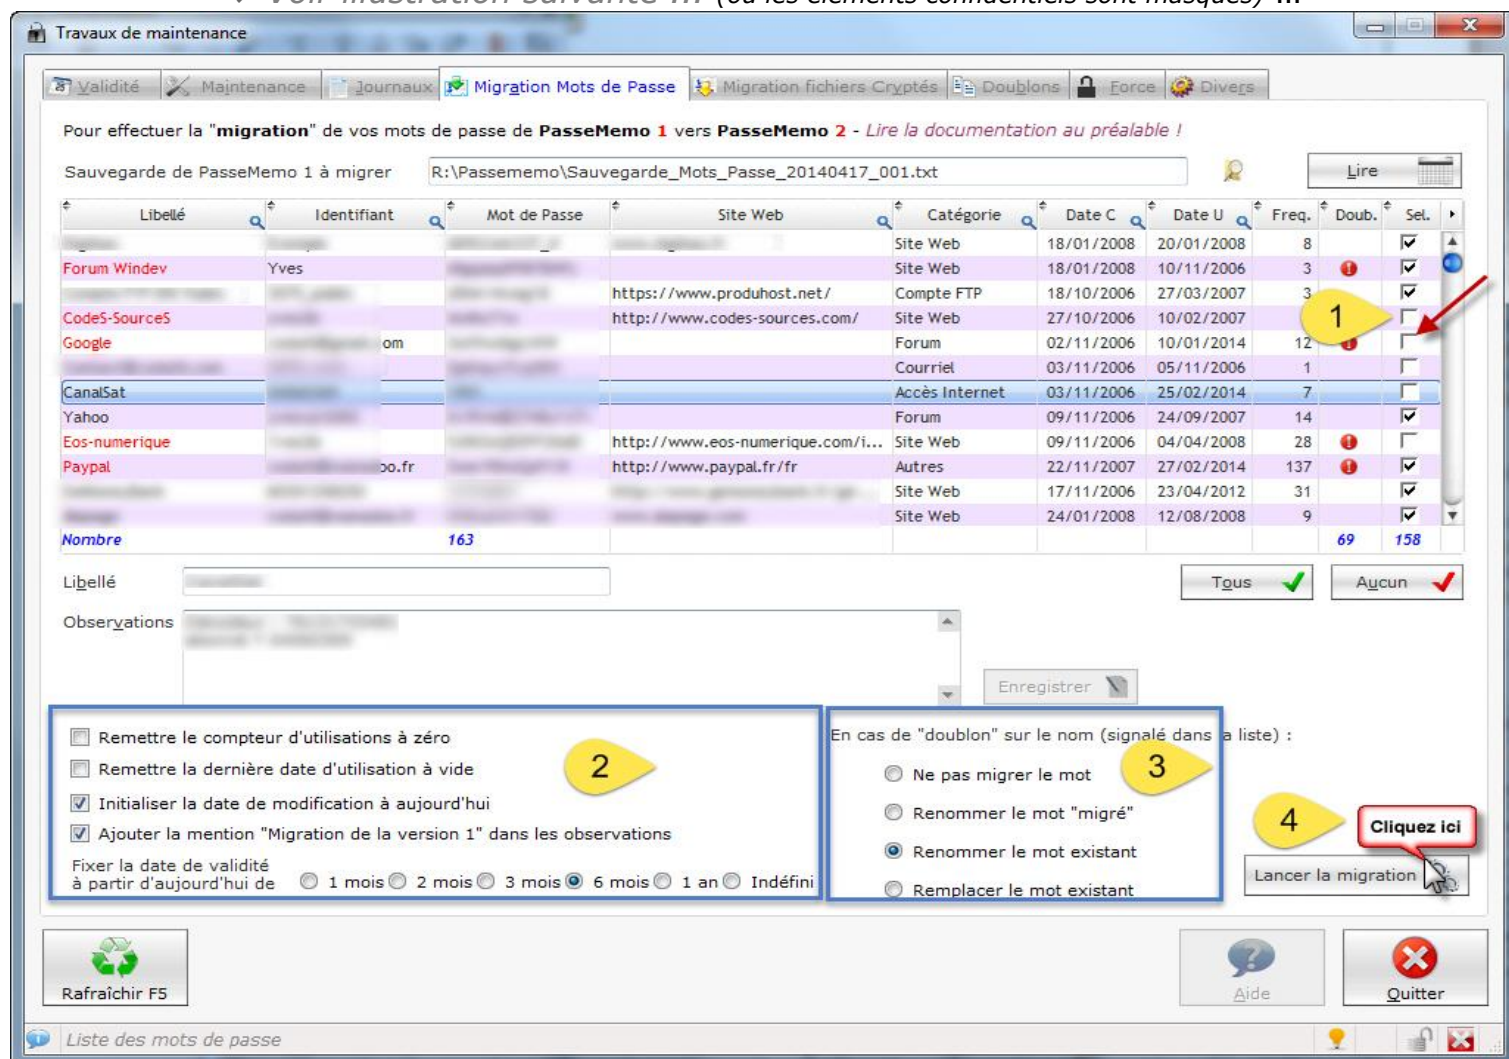 Voir illustration suivante ... (où les éléments confidentiels sont masqués) ...
Travaux de maintenance
Validité Maintenance Journaux Migration Mots de Passe Migration fichiers Cryptés Doublons Force Divers
Pour effectuer la "migration" de vos mots de passe de PasseMemo 1 vers PasseMemo 2 - Lire la documentation au préalable !
Sauvegarde de PasseMemo 1 à migrer R:\Passememo\Sauvegarde_Mots_Passe_20140417_001.txt Lire
Libellé Identifiant Mot de Passe Site Web Catégorie Date C Date U Freq. Doub. Sel.
Site Web 18/01/2008 20/01/2008 8
Forum Windev Yves Site Web 18/01/2008 10/11/2006 3
https://www.produhost.net/ Compte FTP 18/10/2006 27/03/2007 3
CodeS-SourceS http://www.codes-sources.com/ Site Web 27/10/2006 10/02/2007 1
Google om Forum 02/11/2006 10/01/2014 12
Courriel 03/11/2006 05/11/2006 1
CanalSat Accès Internet 03/11/2006 25/02/2014 7
Yahoo Forum 09/11/2006 24/09/2007 14
Eos-numerique http://www.eos-numerique.com/i... Site Web 09/11/2006 04/04/2008 28
Paypal oo.fr http://www.paypal.fr/fr Autres 22/11/2007 27/02/2014 137
Site Web 17/11/2006 23/04/2012 31
Site Web 24/01/2008 12/08/2008 9
Nombre 163 69 158
Libellé Tous Aucun
Observations
Enregistrer
Remettre le compteur d'utilisations à zéro
Remettre la dernière date d'utilisation à vide
2
Initialiser la date de modification à aujourd'hui
Ajouter la mention "Migration de la version 1" dans les observations
Fixer la date de validité
à partir d'aujourd'hui de 1 mois 2 mois 3 mois 6 mois 1 an Indéfini
En cas de "doublon" sur le nom (signalé dans la liste) :
Ne pas migrer le mot
3
Renommer le mot "migré"
Renommer le mot existant
Remplacer le mot existant
4 Cliquez ici
Lancer la migration
Rafraîchir F5 Aide Quitter
Liste des mots de passe